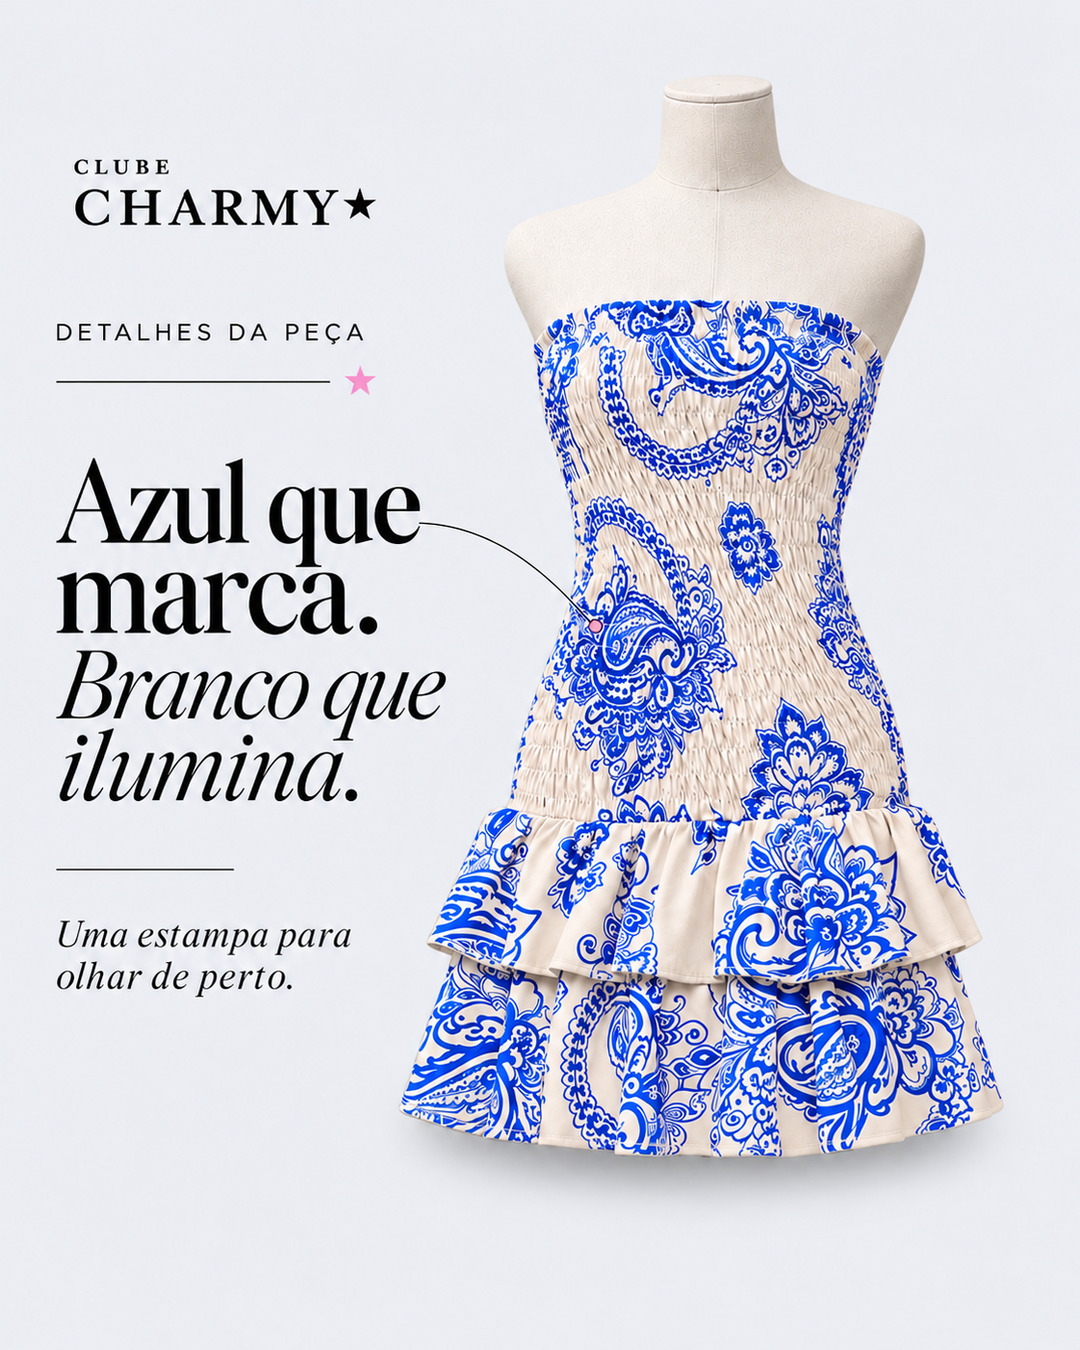 CLUBE
CHARMY★
DETALHES DA PEÇA
Azul que
marca.
Branco que
ilumina.
Uma estampa para
olhar de perto.